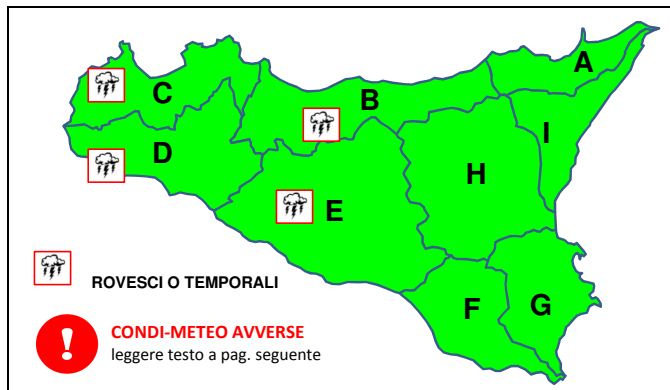 A
C
B
I
D
H
E
ROVESCI O TEMPORALI
F
G
!
CONDI-METEO AVVERSE
leggere testo a pag. seguente